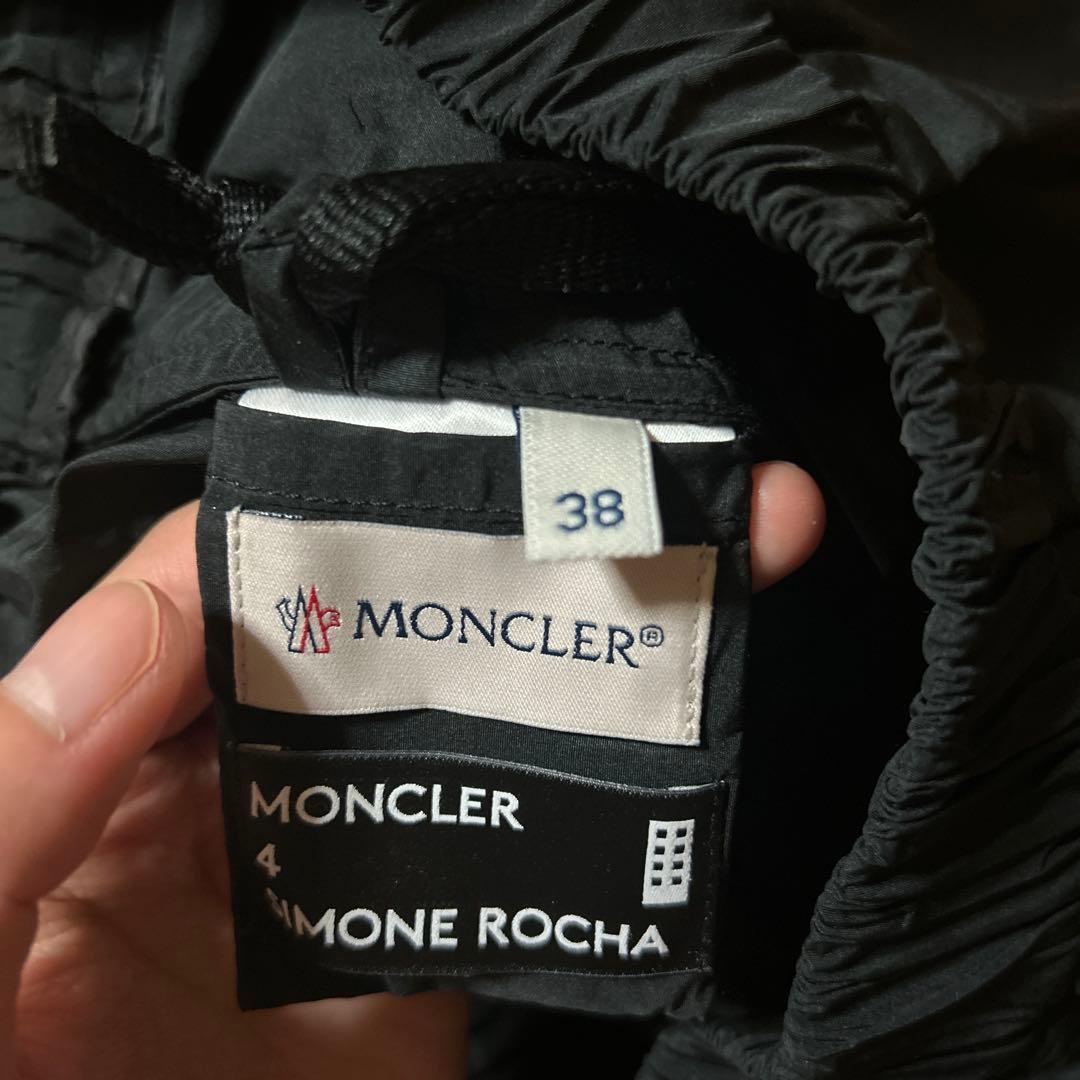 38
MONCLER®
MONCLER
4
SIMONE ROCHA